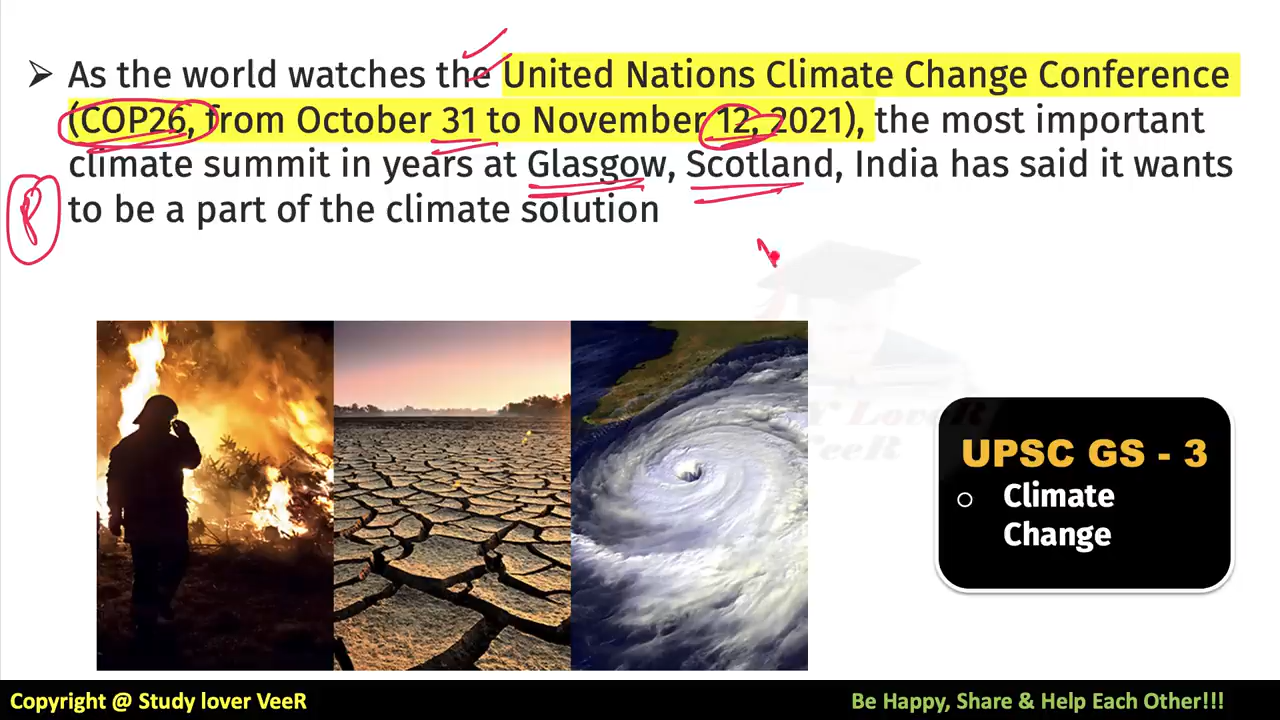 ➤ As the world watches the United Nations Climate Change Conference
(COP26, from October 31 to November 12, 2021), the most important
climate summit in years at Glasgow, Scotland, India has said it wants
to be a part of the climate solution
P
LoveR
VeeR
UPSC GS - 3
○ Climate
Change
Copyright @ Study lover VeeR
Be Happy, Share & Help Each Other!!!